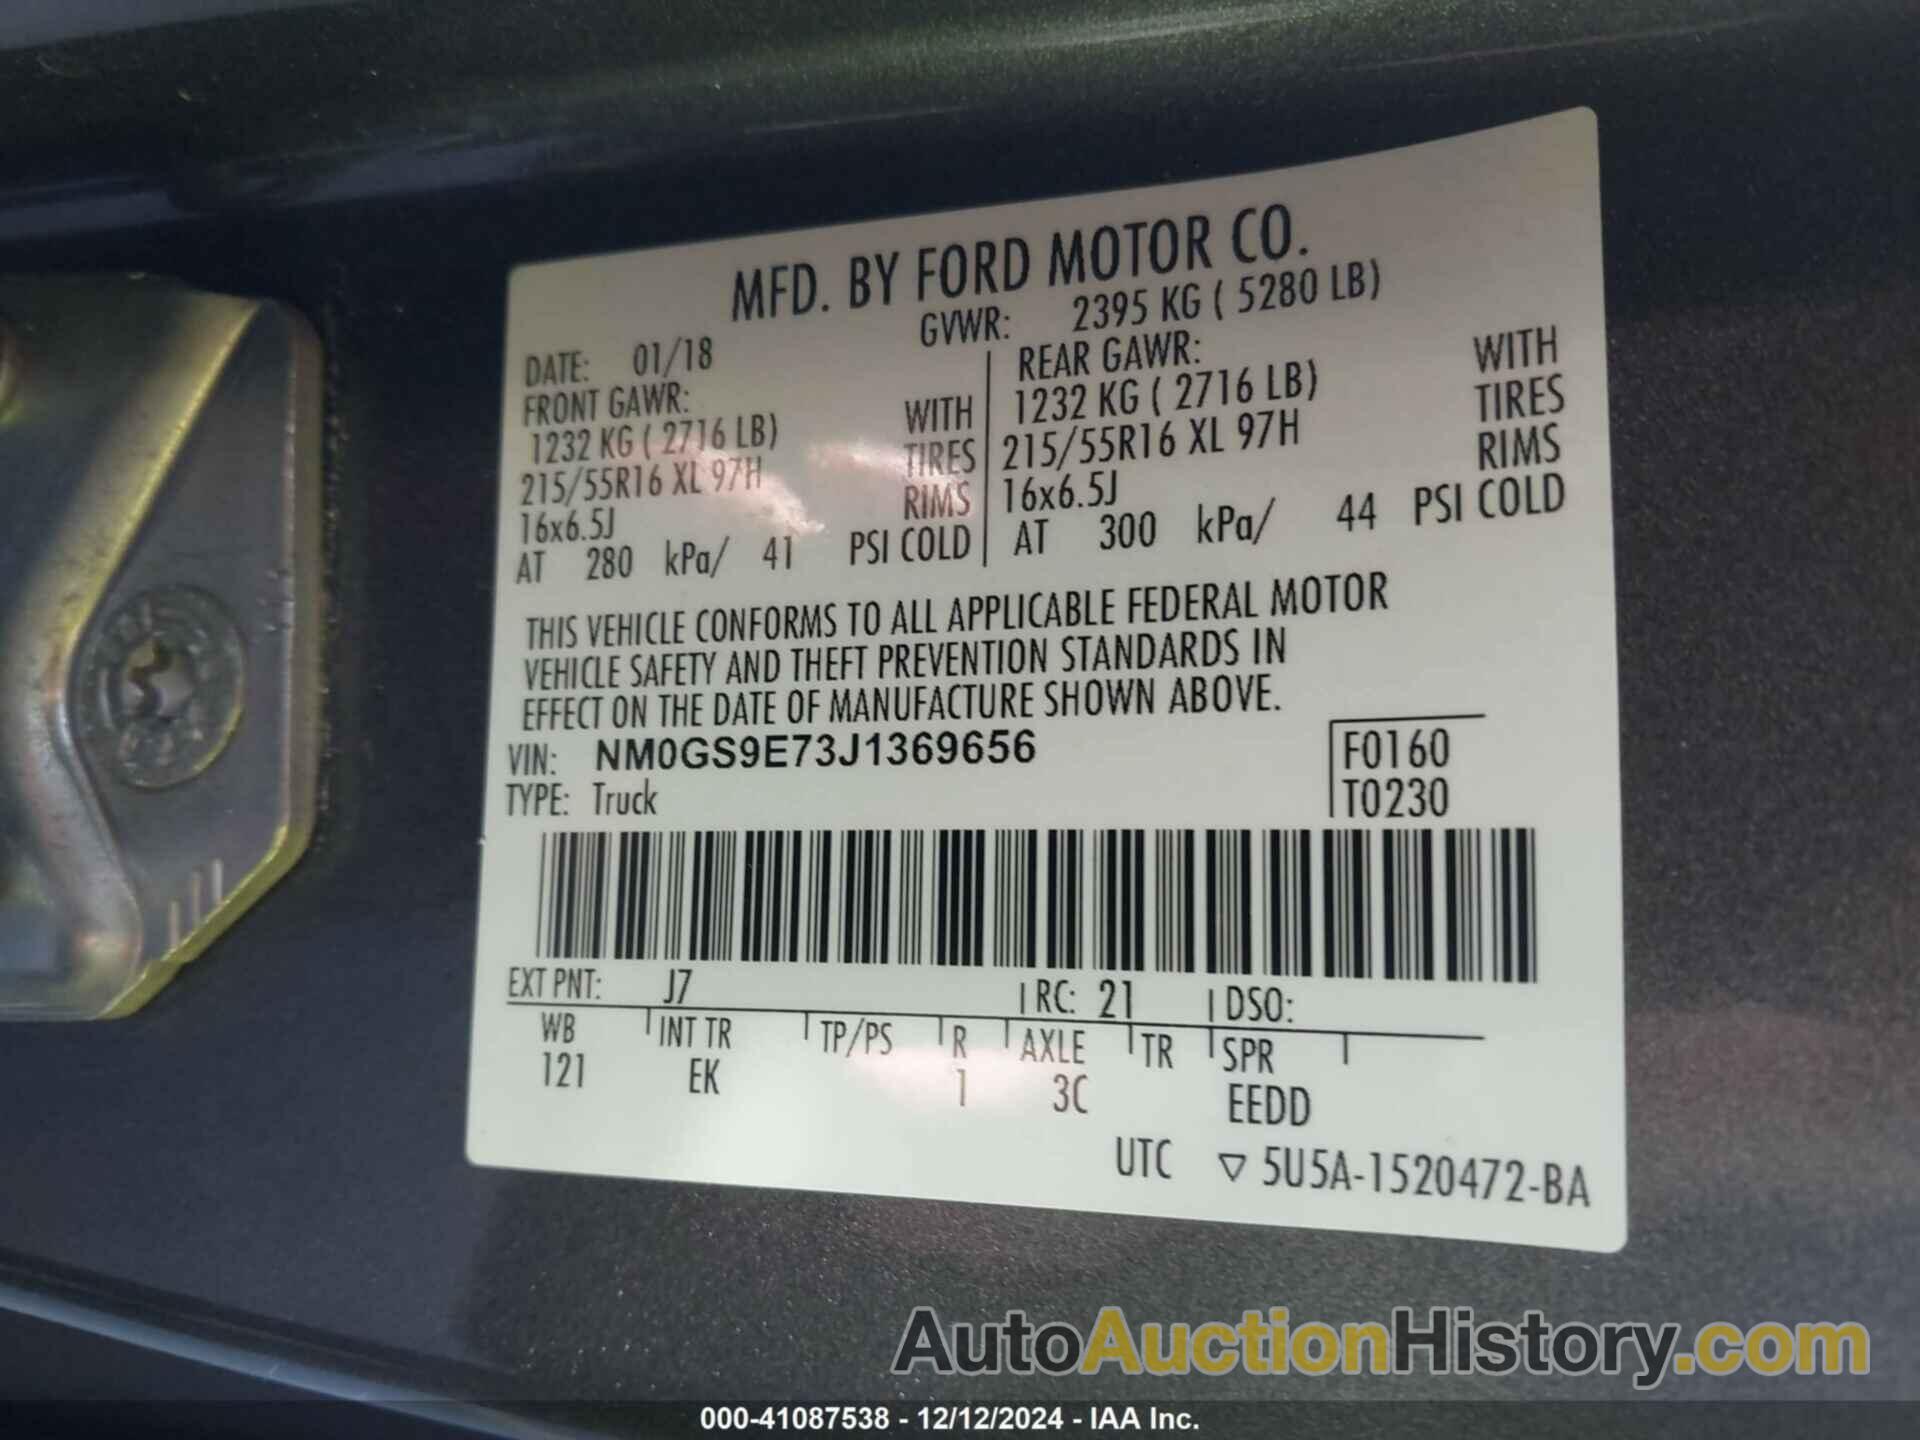 MFD. BY FORD MOTOR CO.
DATE: 01/18 GVWR: 2395 KG ( 5280 LB)
FRONT GAWR:
1232 KG ( 2716 LB) WITH
215/55R16 XL 97H TIRES
16x6.5J RIMS
AT 280 kPa/ 41 PSI COLD
REAR GAWR: WITH
1232 KG ( 2716 LB) TIRES
215/55R16 XL 97H RIMS
16x6.5J
AT 300 kPa/ 44 PSI COLD
THIS VEHICLE CONFORMS TO ALL APPLICABLE FEDERAL MOTOR
VEHICLE SAFETY AND THEFT PREVENTION STANDARDS IN
EFFECT ON THE DATE OF MANUFACTURE SHOWN ABOVE.
VIN: NM0GS9E73J1369656 F0160
TYPE: Truck T0230
EXT PNT: J7 RC: 21 DSO:
WB INT TR TP/PS R AXLE TR SPR
121 EK 1 3C EEDD
UTC ▽ 5U5A-1520472-BA
AutoAuctionHistory.com
000-41087538 - 12/12/2024 - IAA Inc.